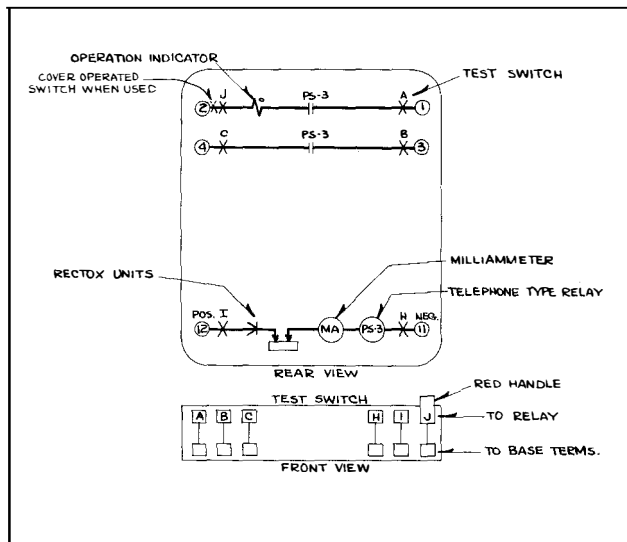 OPERATION INDICATOR
COVER OPERATED
SWITCH WHEN USED
TEST SWITCH
J
PS-3
A
2
1
C
PS-3
B
4
3
RECTOX UNITS
MILLIAMMETER
TELEPHONE TYPE RELAY
POS. I
H NEG.
12
MA
PS-3
11
REAR VIEW
RED HANDLE
TEST SWITCH
A B C H I J
TO RELAY
TO BASE TERMS.
FRONT VIEW